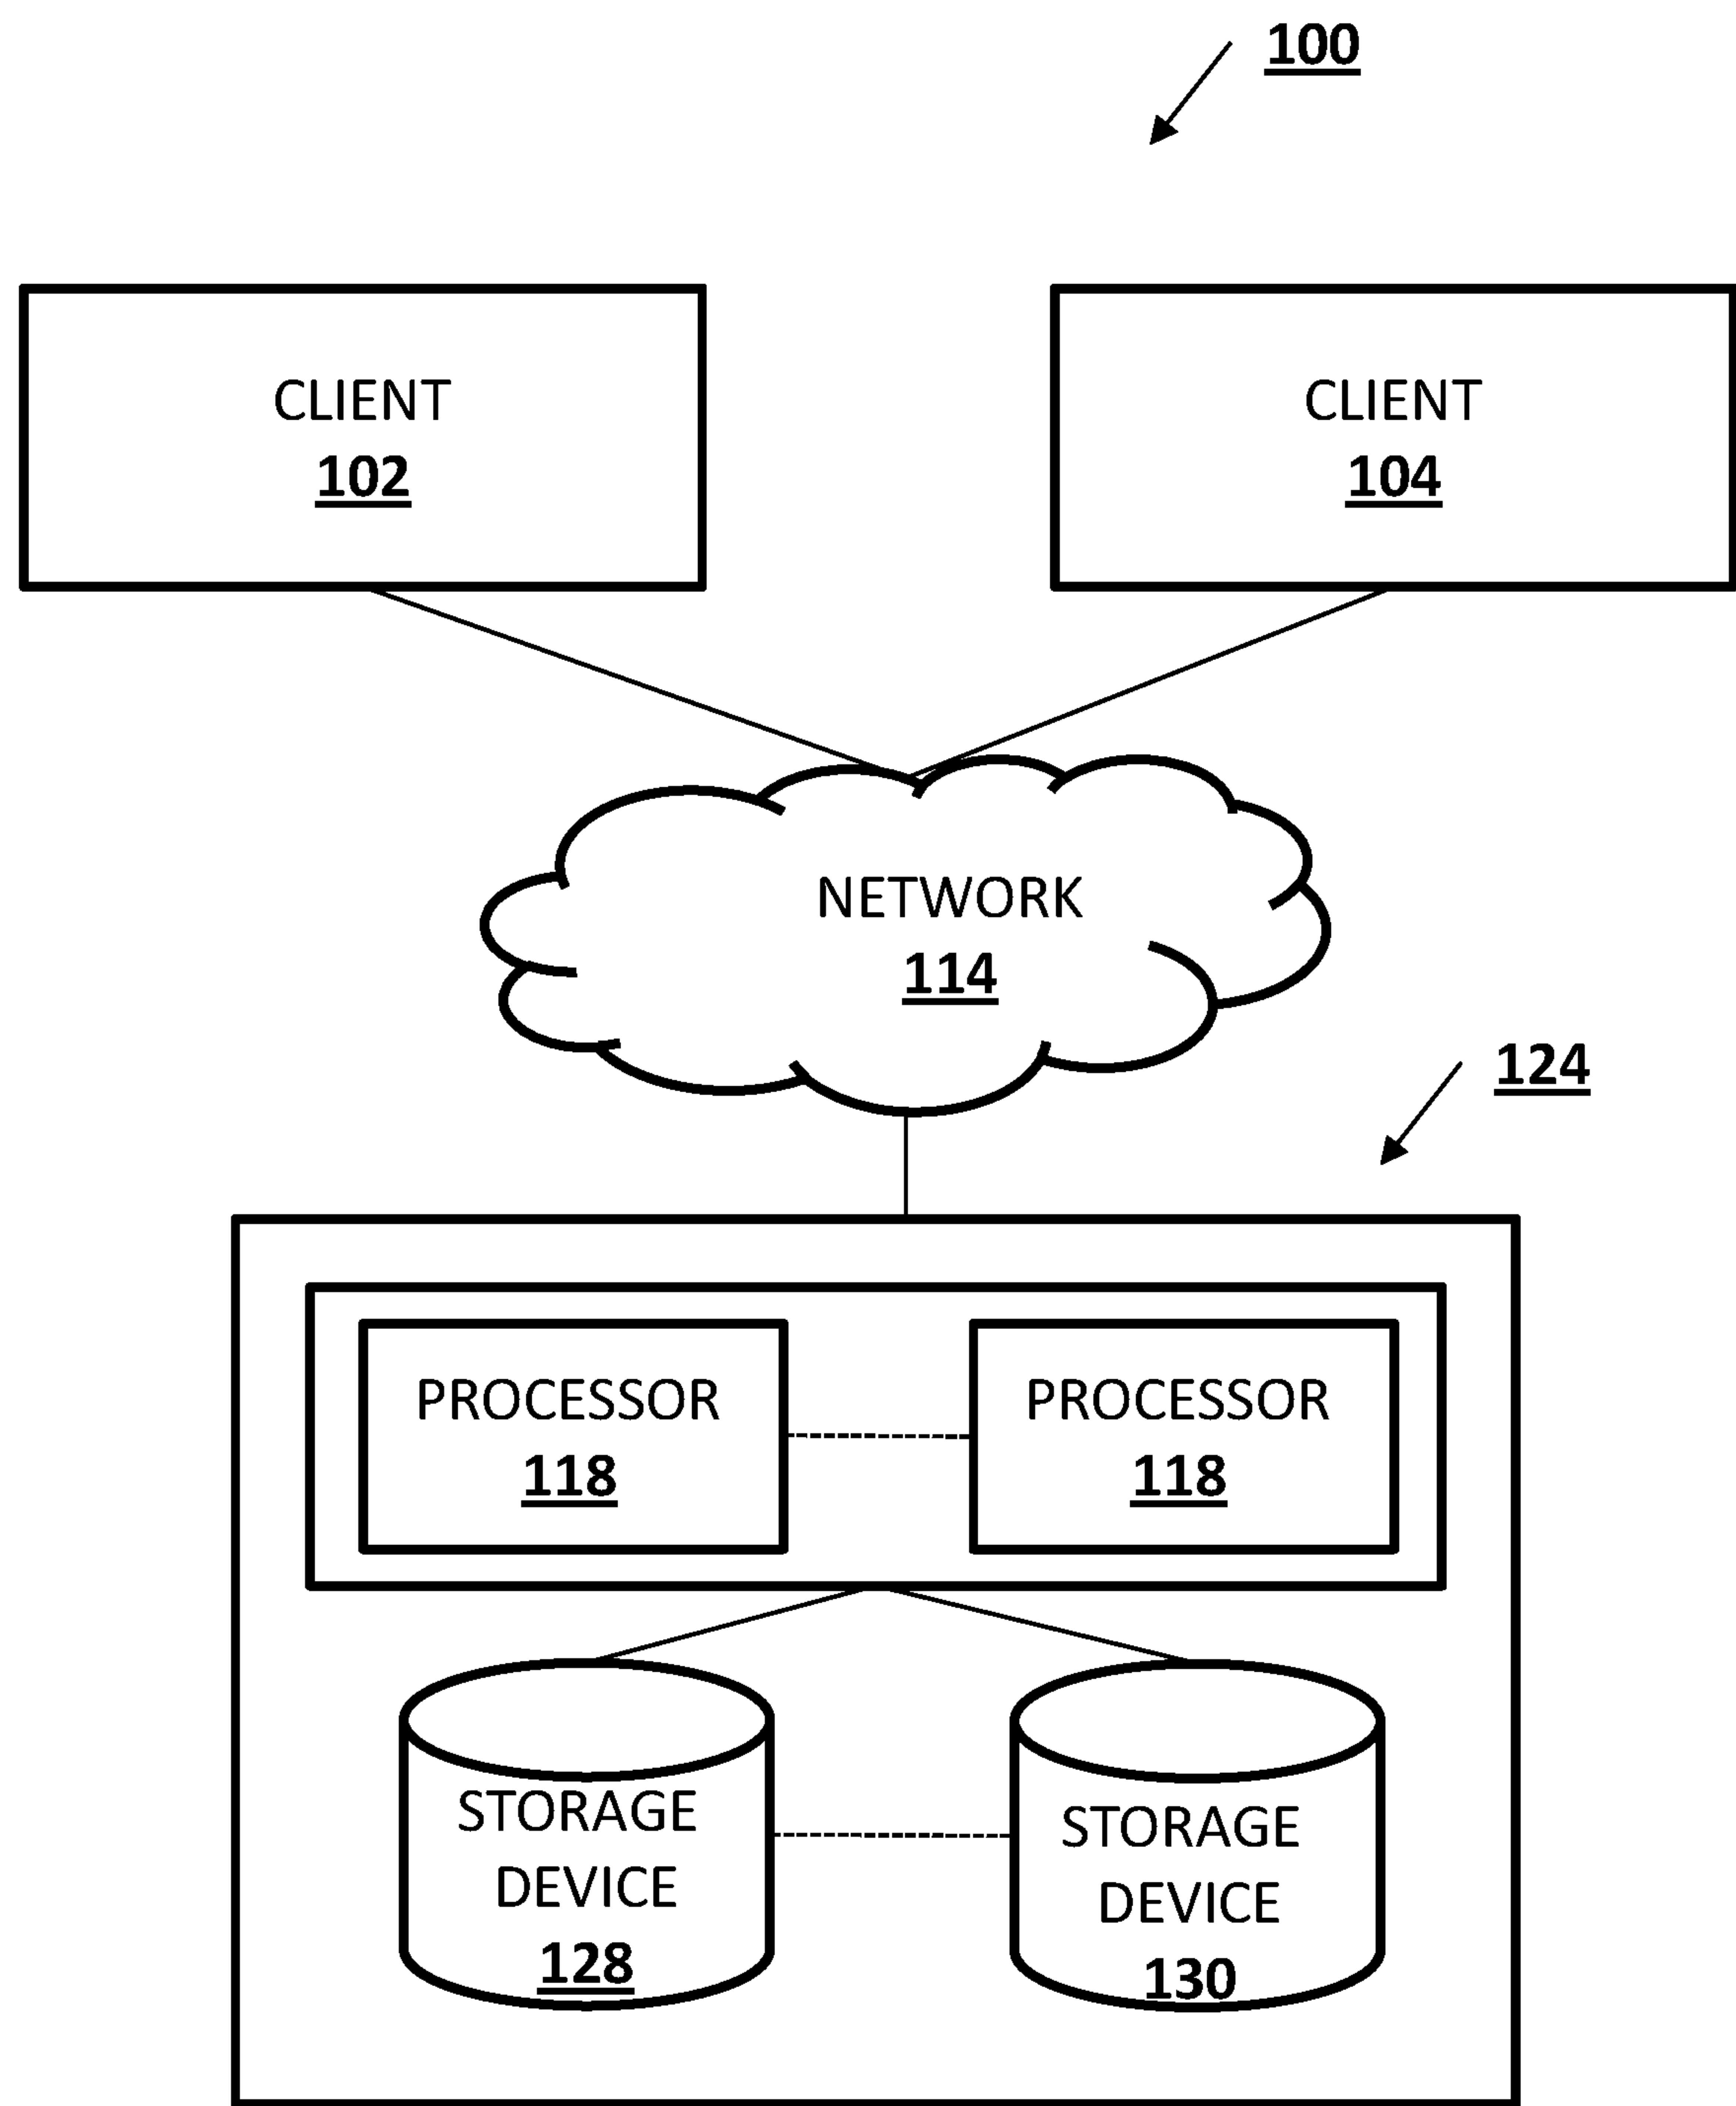 100
CLIENT
102
CLIENT
104
NETWORK
114
124
PROCESSOR
118
PROCESSOR
118
STORAGE
DEVICE
128
STORAGE
DEVICE
130